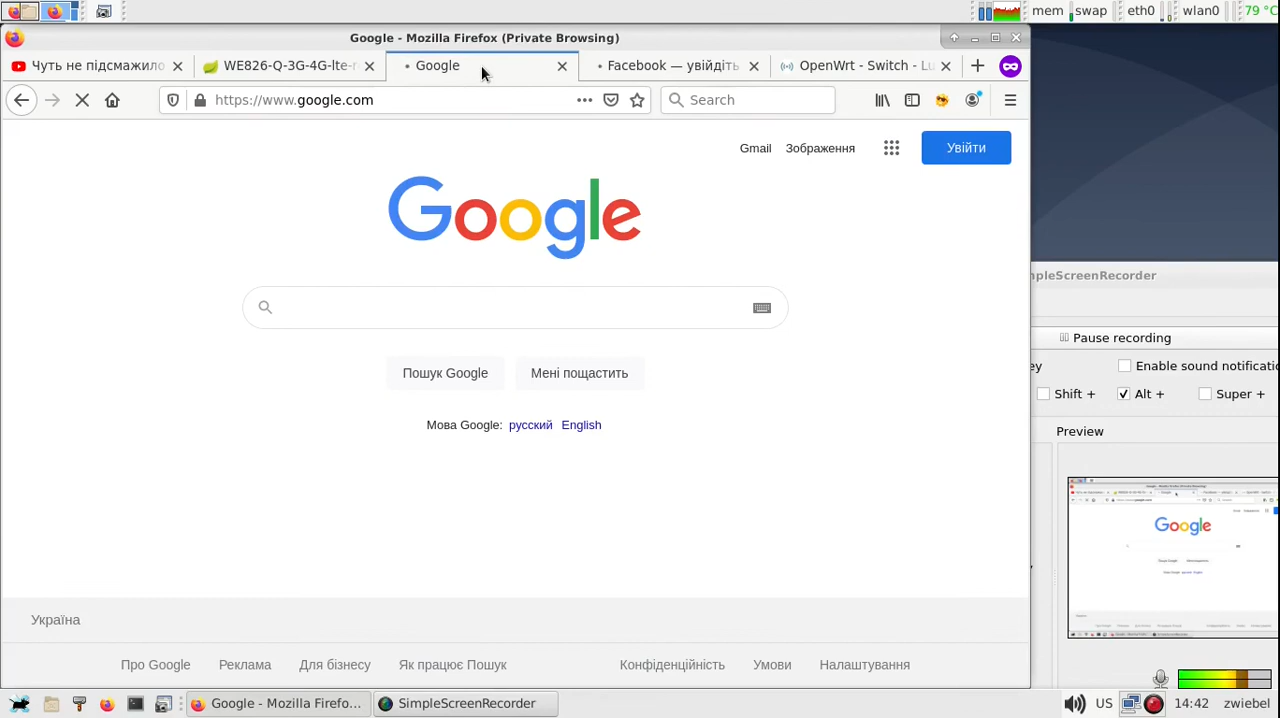 mem swap eth0 wlan0 79 °C
Google - Mozilla Firefox (Private Browsing)
Чуть не підсмажило
WE826-Q-3g-4g-lte-r
Google
Facebook — увійдіть
OpenWrt - Switch - Lu
https://www.google.com
Search
Gmail Зображення Увійти
Google
Пошук Google Мені пощастить
Мова Google: русский English
Україна
Про Google Реклама Для бізнесу Як працює Пошук Конфіденційність Умови Налаштування
mpleScreenRecorder
Pause recording
ey Enable sound notificatio
Shift + Alt + Super +
Preview
Google
Google - Mozilla Firefo... SimpleScreenRecorder US 14:42 zwiebel